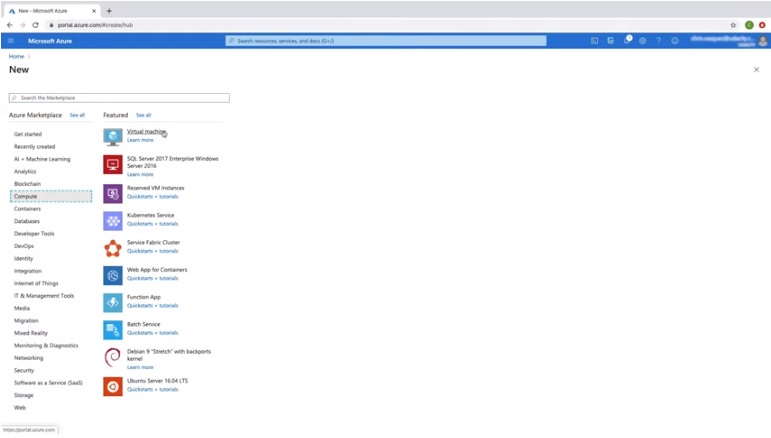 New - Microsoft Azure
portal.azure.com/#create/hub
Microsoft Azure
Search resources, services, and docs (G+/)
Home
New
Search the Marketplace
Azure Marketplace See all
Featured See all
Get started
Recently created
AI + Machine Learning
Analytics
Blockchain
Compute
Containers
Databases
Developer Tools
DevOps
Identity
Integration
Internet of Things
IT & Management Tools
Media
Migration
Mixed Reality
Monitoring & Diagnostics
Networking
Security
Software as a Service (SaaS)
Storage
Web
Virtual machine
Learn more
SQL Server 2017 Enterprise Windows
Server 2016
Learn more
Reserved VM Instances
Quickstarts + tutorials
Kubernetes Service
Quickstarts + tutorials
Service Fabric Cluster
Quickstarts + tutorials
Web App for Containers
Quickstarts + tutorials
Function App
Quickstarts + tutorials
Batch Service
Quickstarts + tutorials
Debian 9 "Stretch" with backports
kernel
Learn more
Ubuntu Server 16.04 LTS
Quickstarts + tutorials
https://portal.azure.com